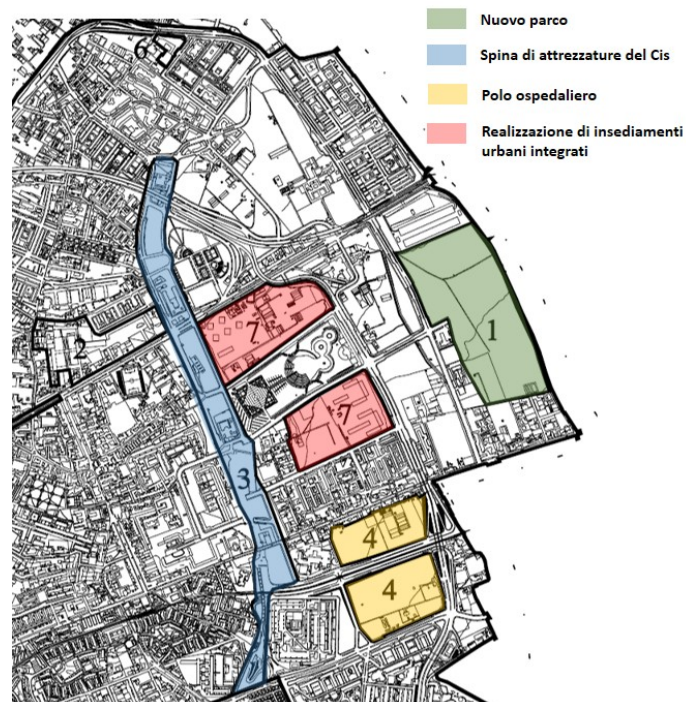 Nuovo parco
Spina di attrezzature del Cis
Polo ospedaliero
Realizzazione di insediamenti
urbani integrati
6
1
7
2
7
3
4
4